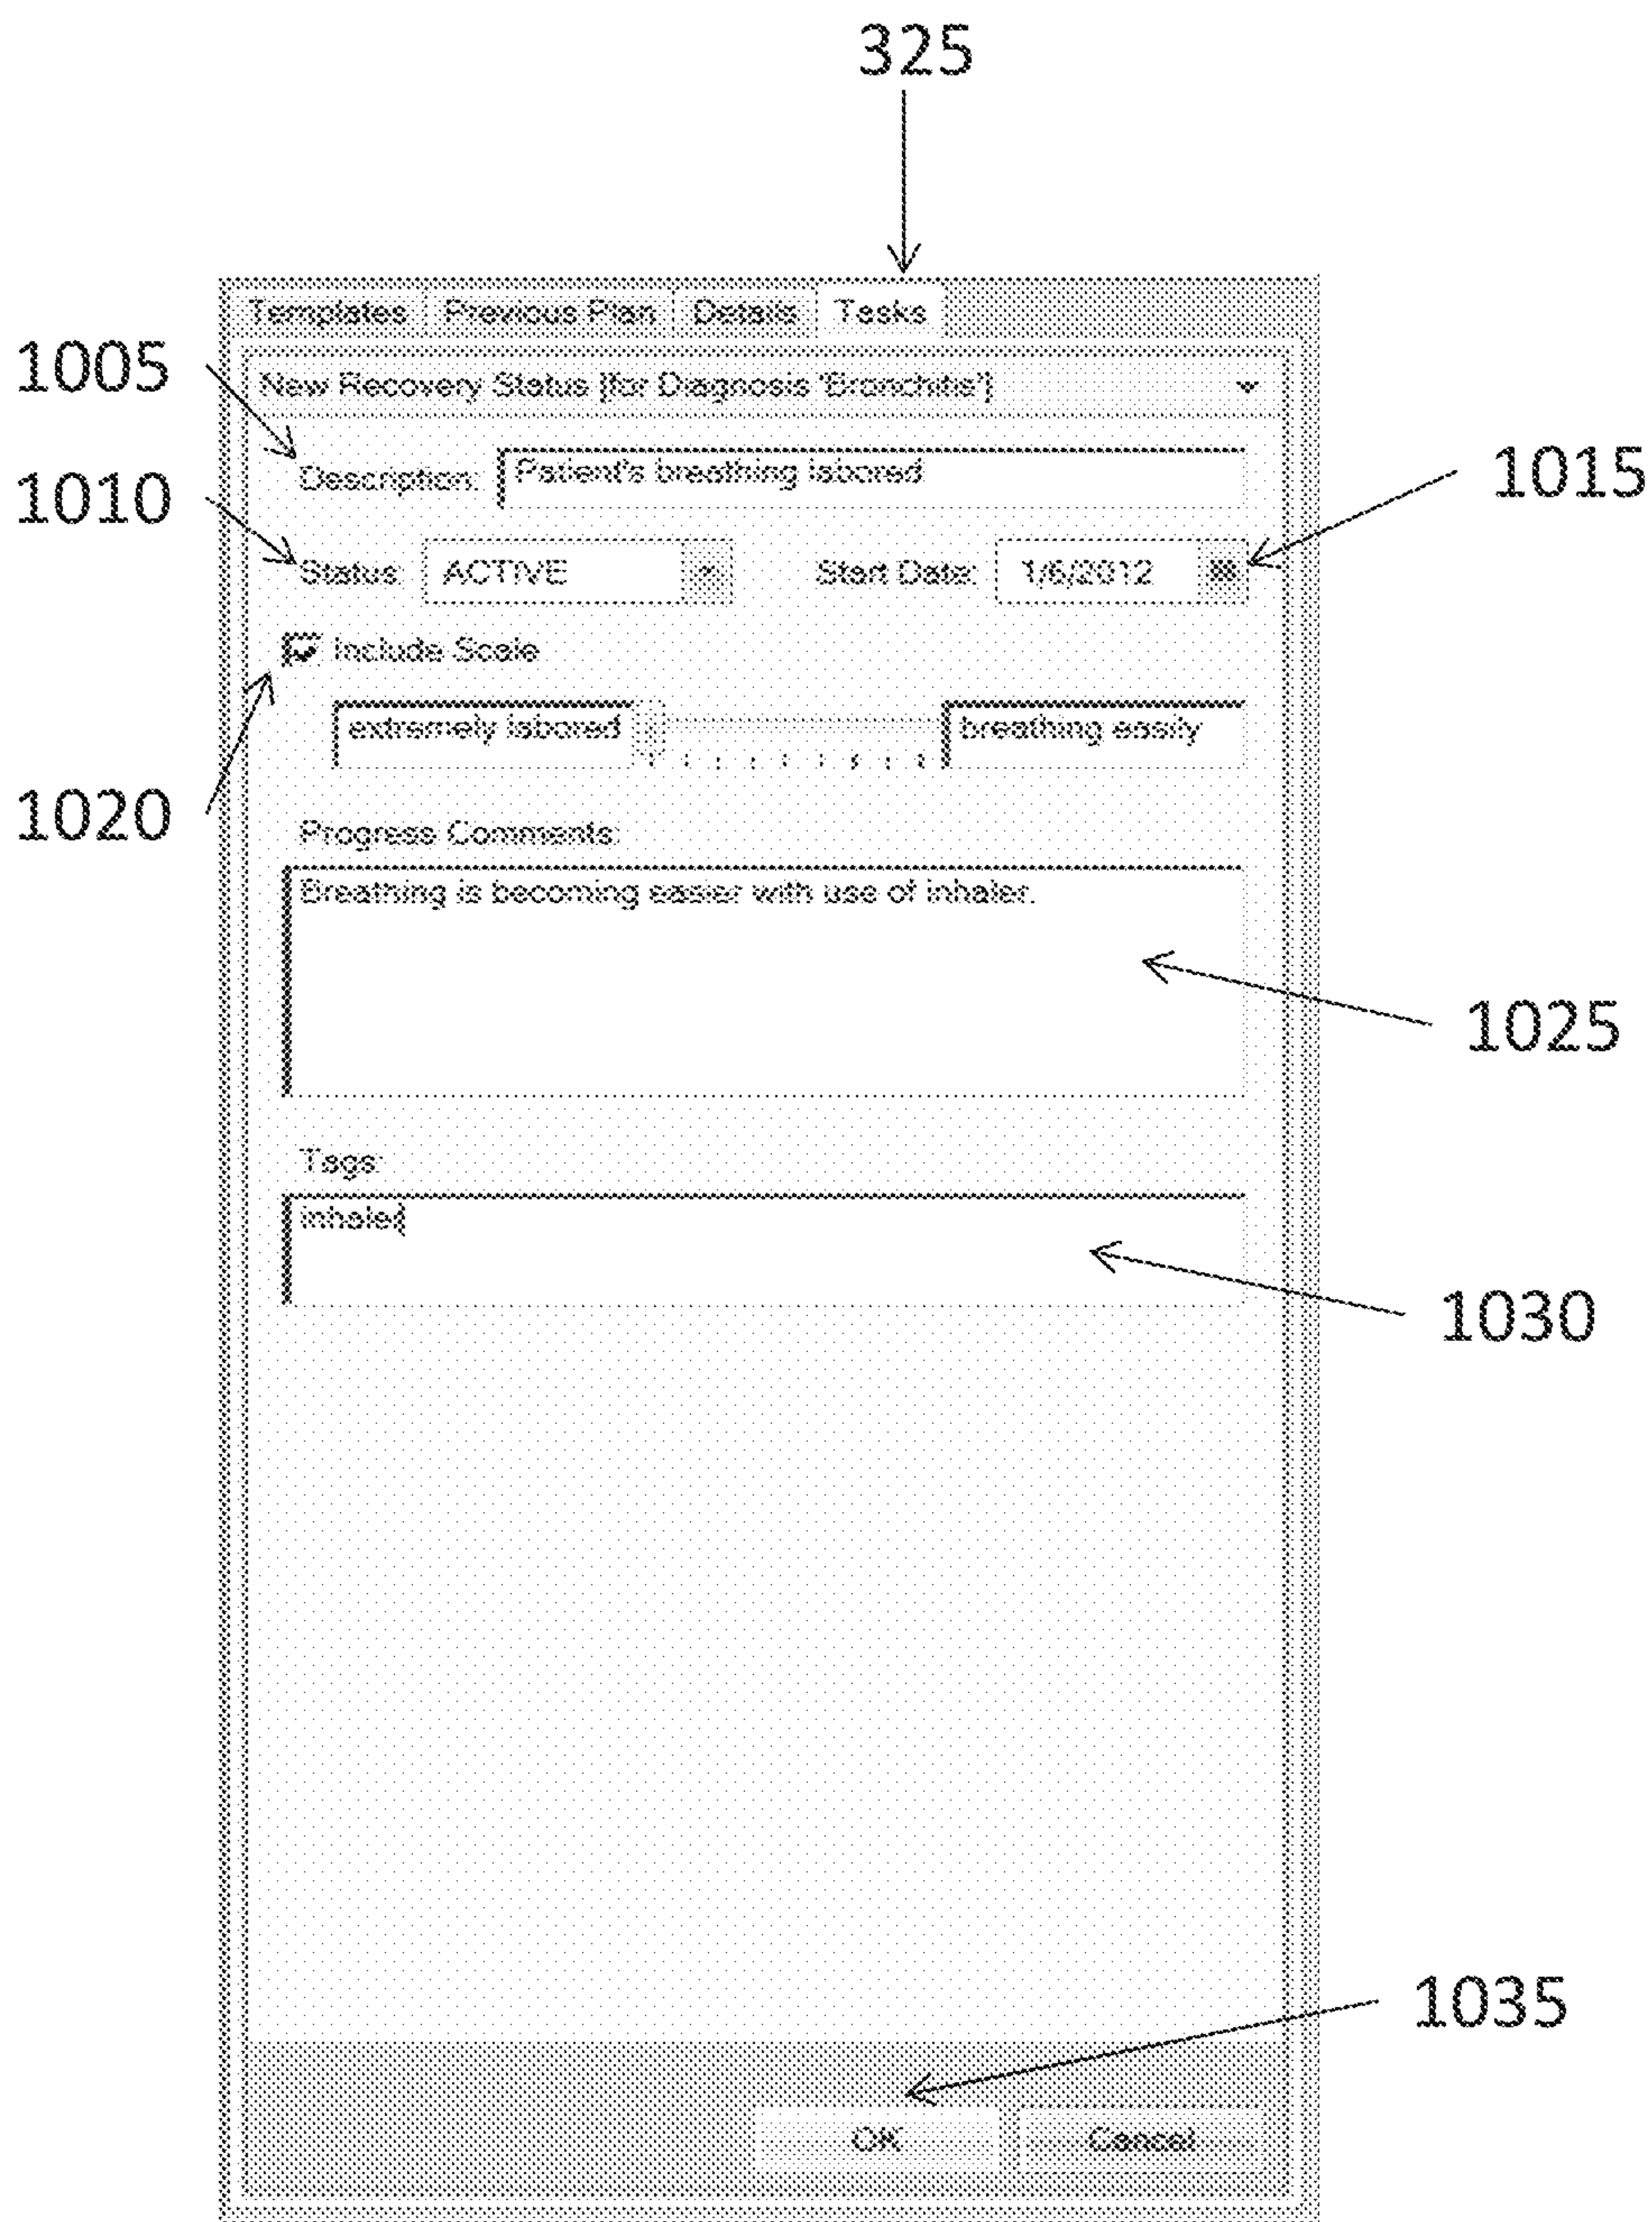 325
Templates Previous Plan Details Tasks
1005
New Recovery Status [for Diagnosis 'Bronchitis']
Description: Patient's breathing labored
1015
1010
Status: ACTIVE Start Date: 1/6/2012
Include Scale
extremely labored breathing easily
1020
Progress Comments:
Breathing is becoming easier with use of inhaler.
1025
Tags:
inhaler
1030
1035
OK Cancel